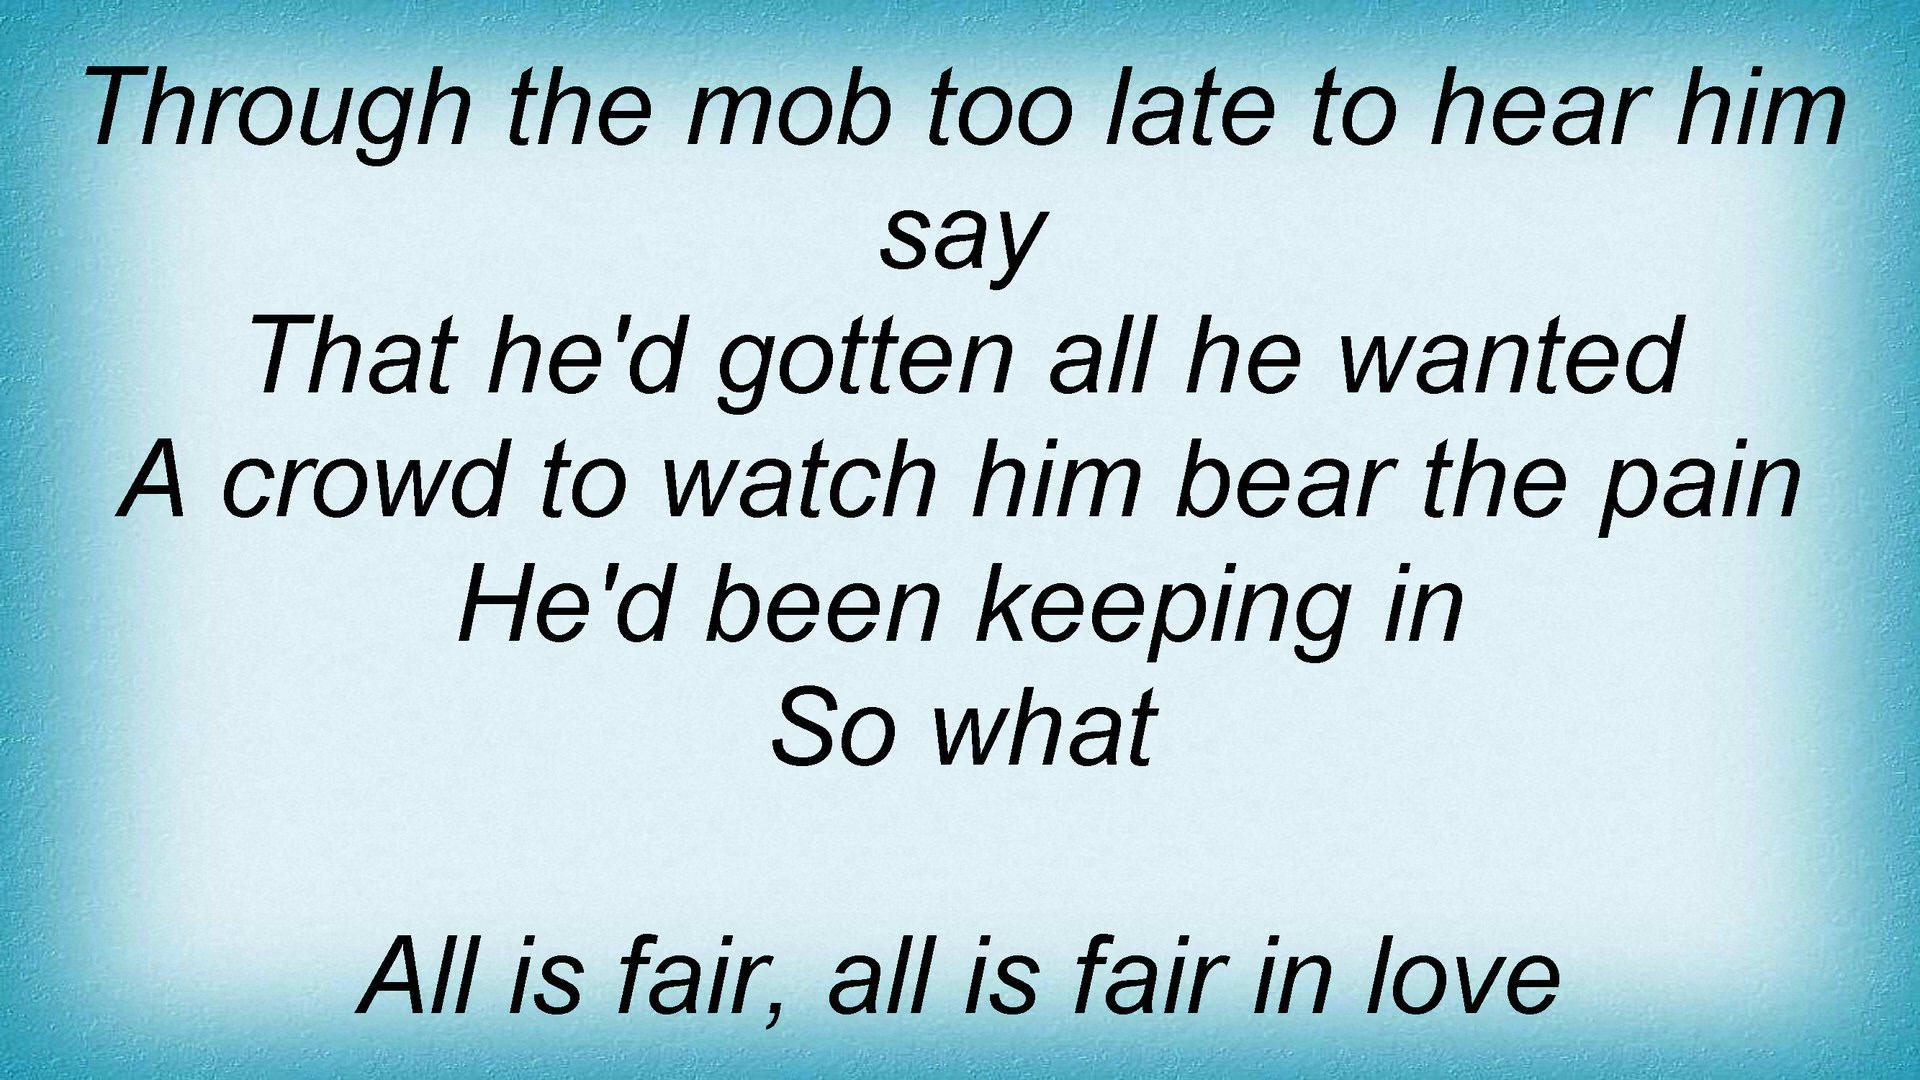 Through the mob too late to hear him
say
That he'd gotten all he wanted
A crowd to watch him bear the pain
He'd been keeping in
So what
All is fair, all is fair in love